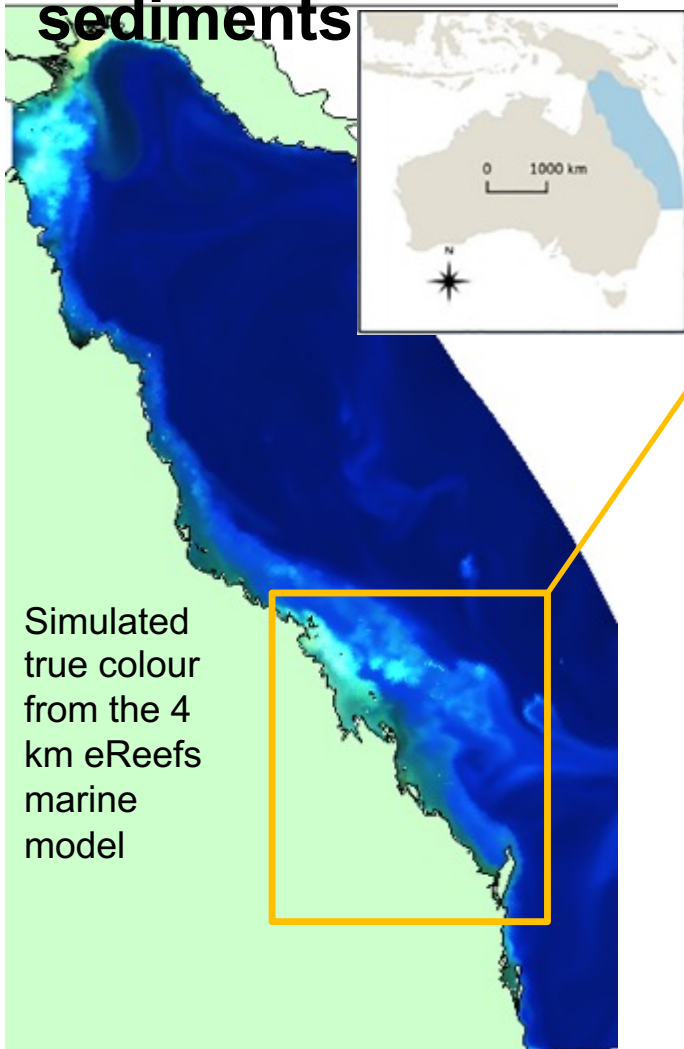 sediments
0 1000 km
N
Simulated
true colour
from the 4
km eReefs
marine
model